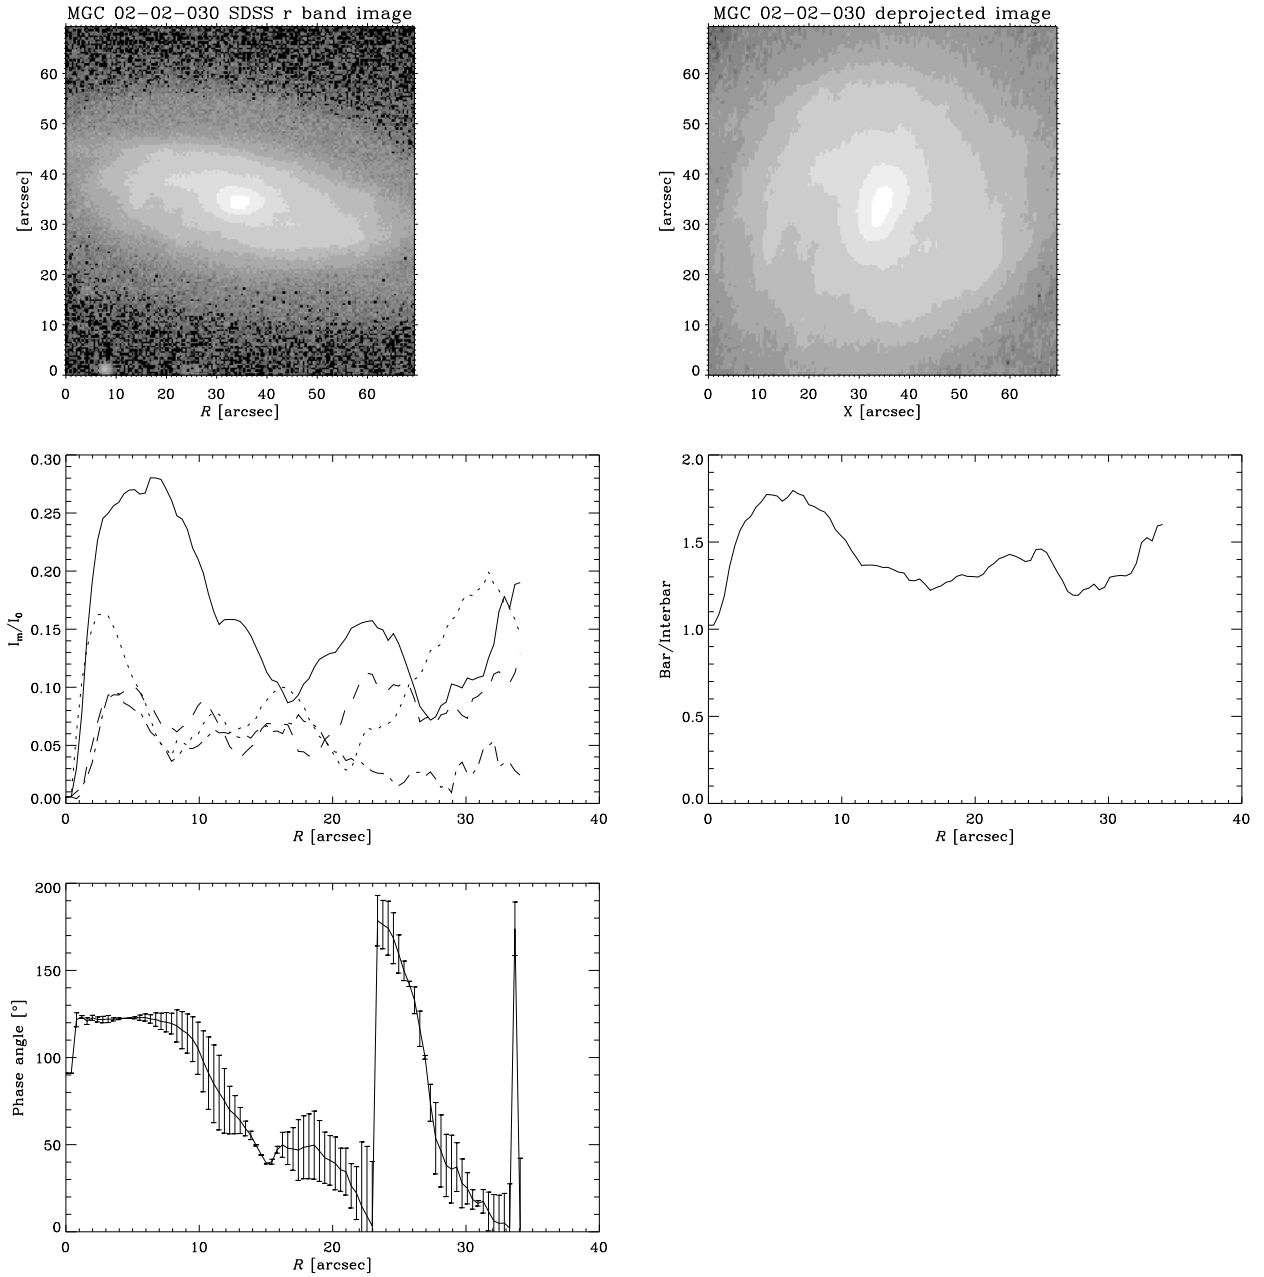 MGC 02-02-030 SDSS r band image
MGC 02-02-030 deprojected image
[arcsec]
60
50
40
30
20
10
0
0 10 20 30 40 50 60
R [arcsec]
[arcsec]
60
50
40
30
20
10
0
0 10 20 30 40 50 60
X [arcsec]
I_m/I_0
0.30
0.25
0.20
0.15
0.10
0.05
0.00
0 10 20 30 40
R [arcsec]
Bar/Interbar
2.0
1.5
1.0
0.5
0.0
0 10 20 30 40
R [arcsec]
Phase angle [°]
200
150
100
50
0
0 10 20 30 40
R [arcsec]